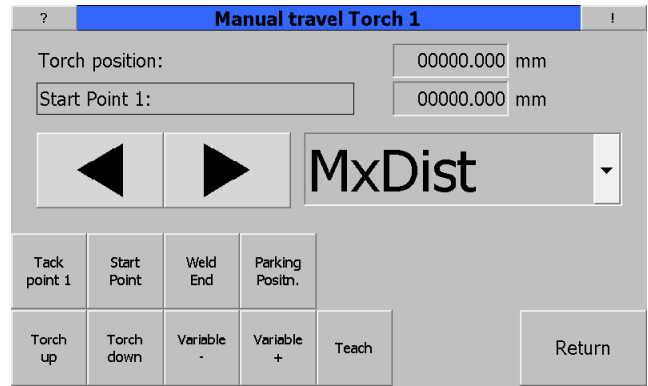 ? Manual travel Torch 1 !
Torch position: 00000.000 mm
Start Point 1: 00000.000 mm
MxDist
Tack Start Weld Parking
point 1 Point End Positn.
Torch Torch Variable Variable Teach Return
up down - +